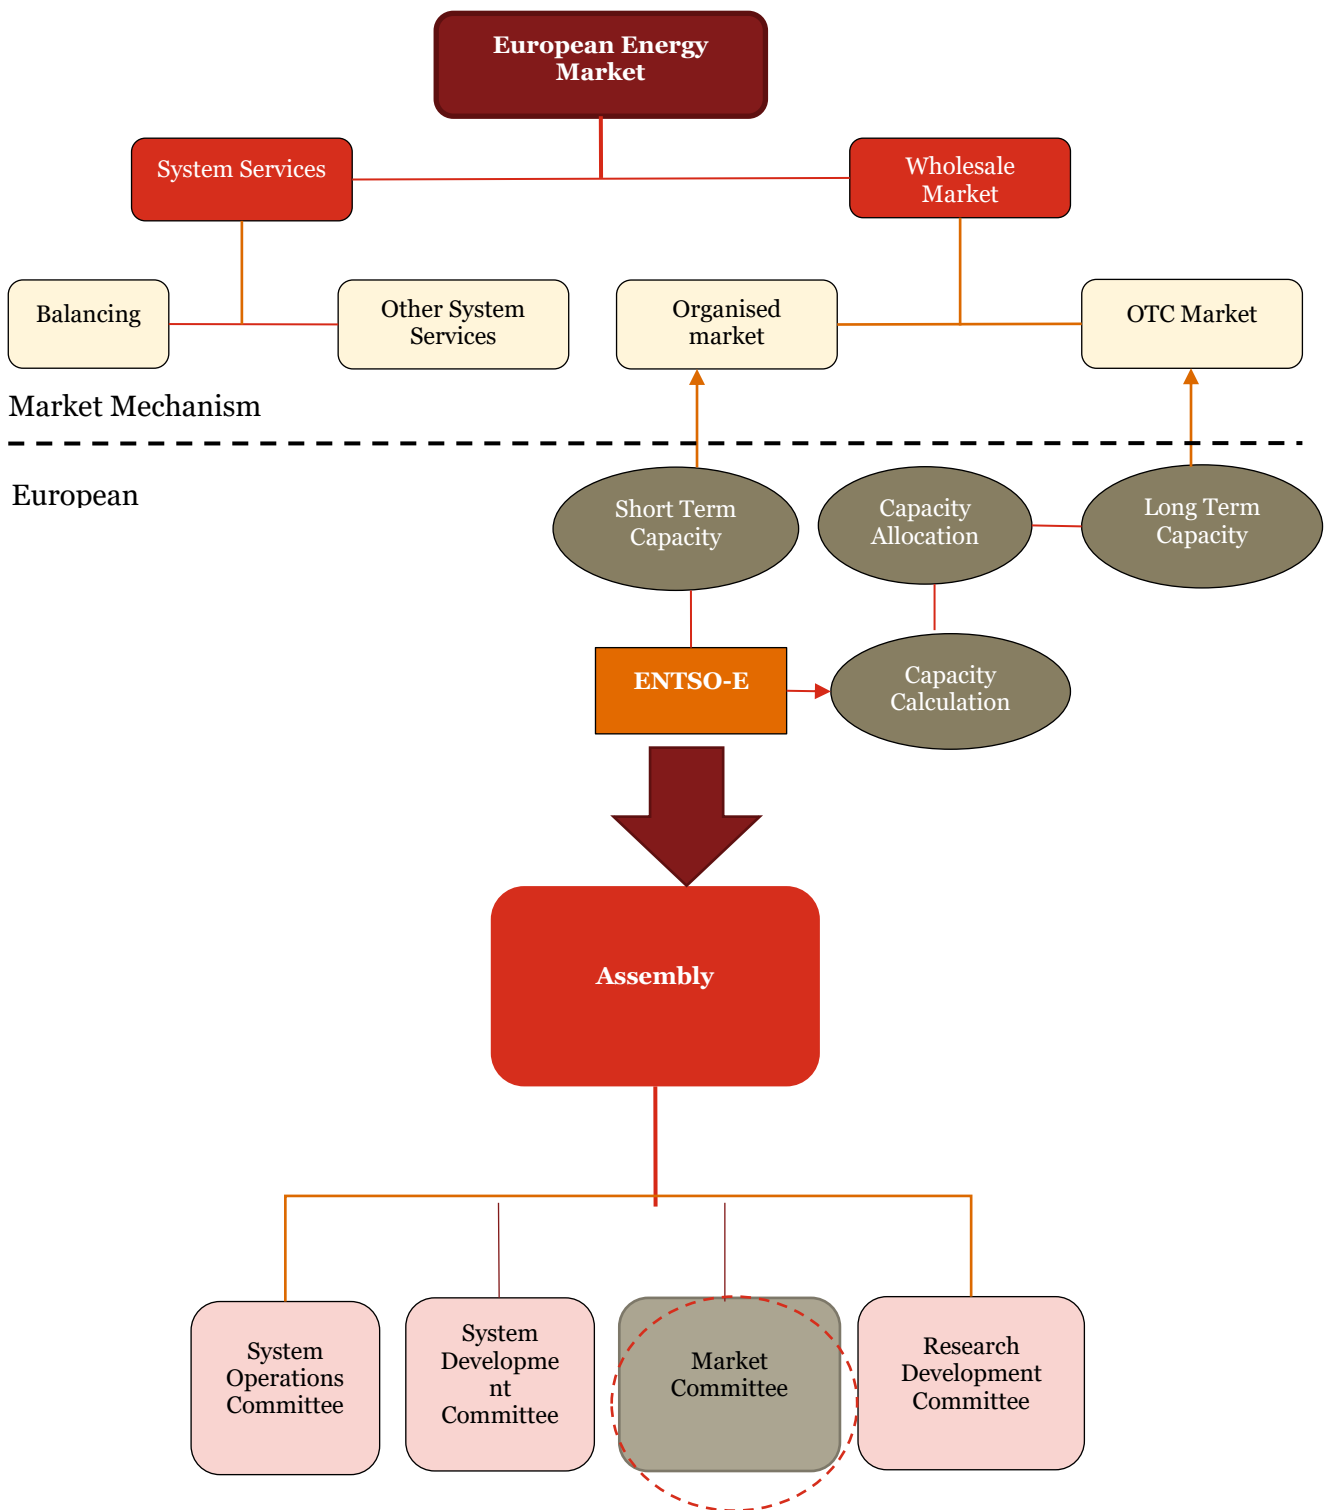 European Energy
Market
System Services
Wholesale
Market
Balancing
Other System
Services
Organised
market
OTC Market
Market Mechanism
European
Short Term
Capacity
Capacity
Allocation
Long Term
Capacity
ENTSO-E
Capacity
Calculation
Assembly
System
Operations
Committee
System
Developme
nt
Committee
Market
Committee
Research
Development
Committee